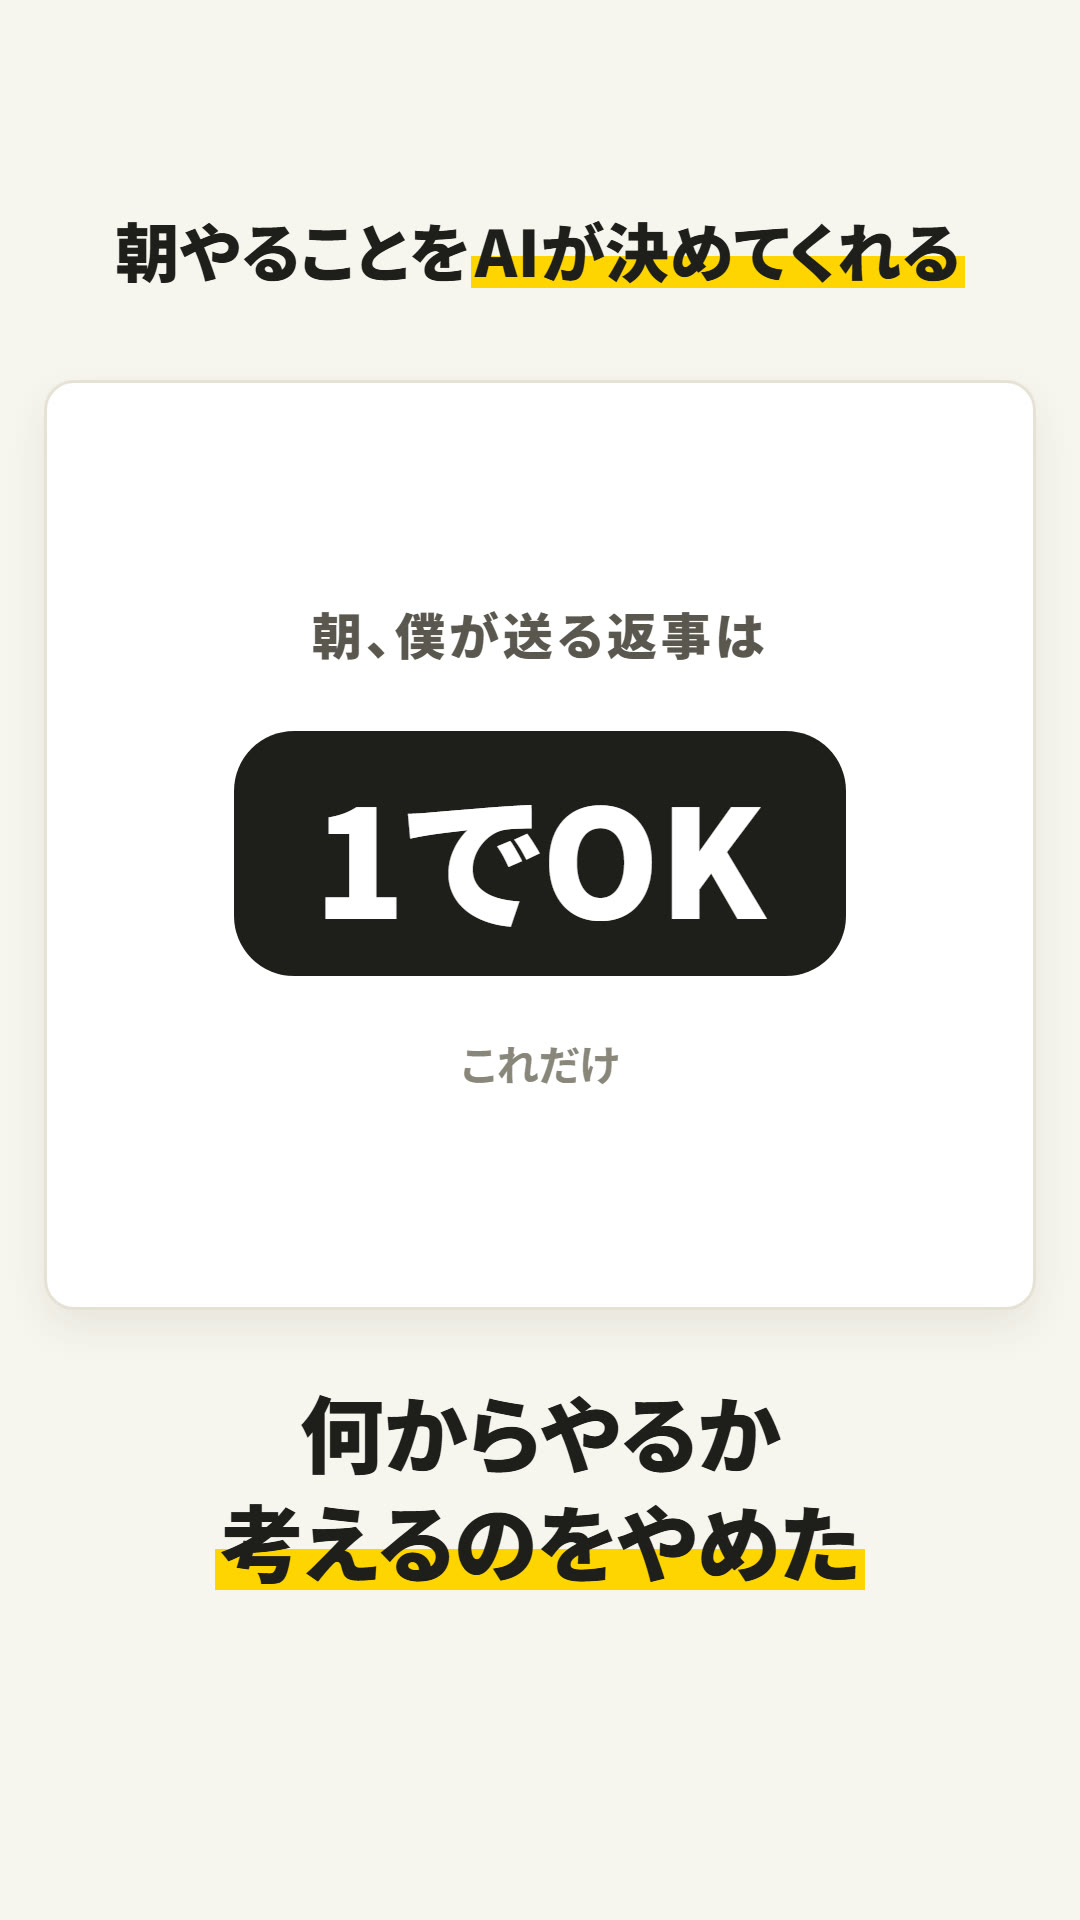 朝やることをAIが決めてくれる
朝、僕が送る返事は
1でOK
これだけ
何からやるか
考えるのをやめた